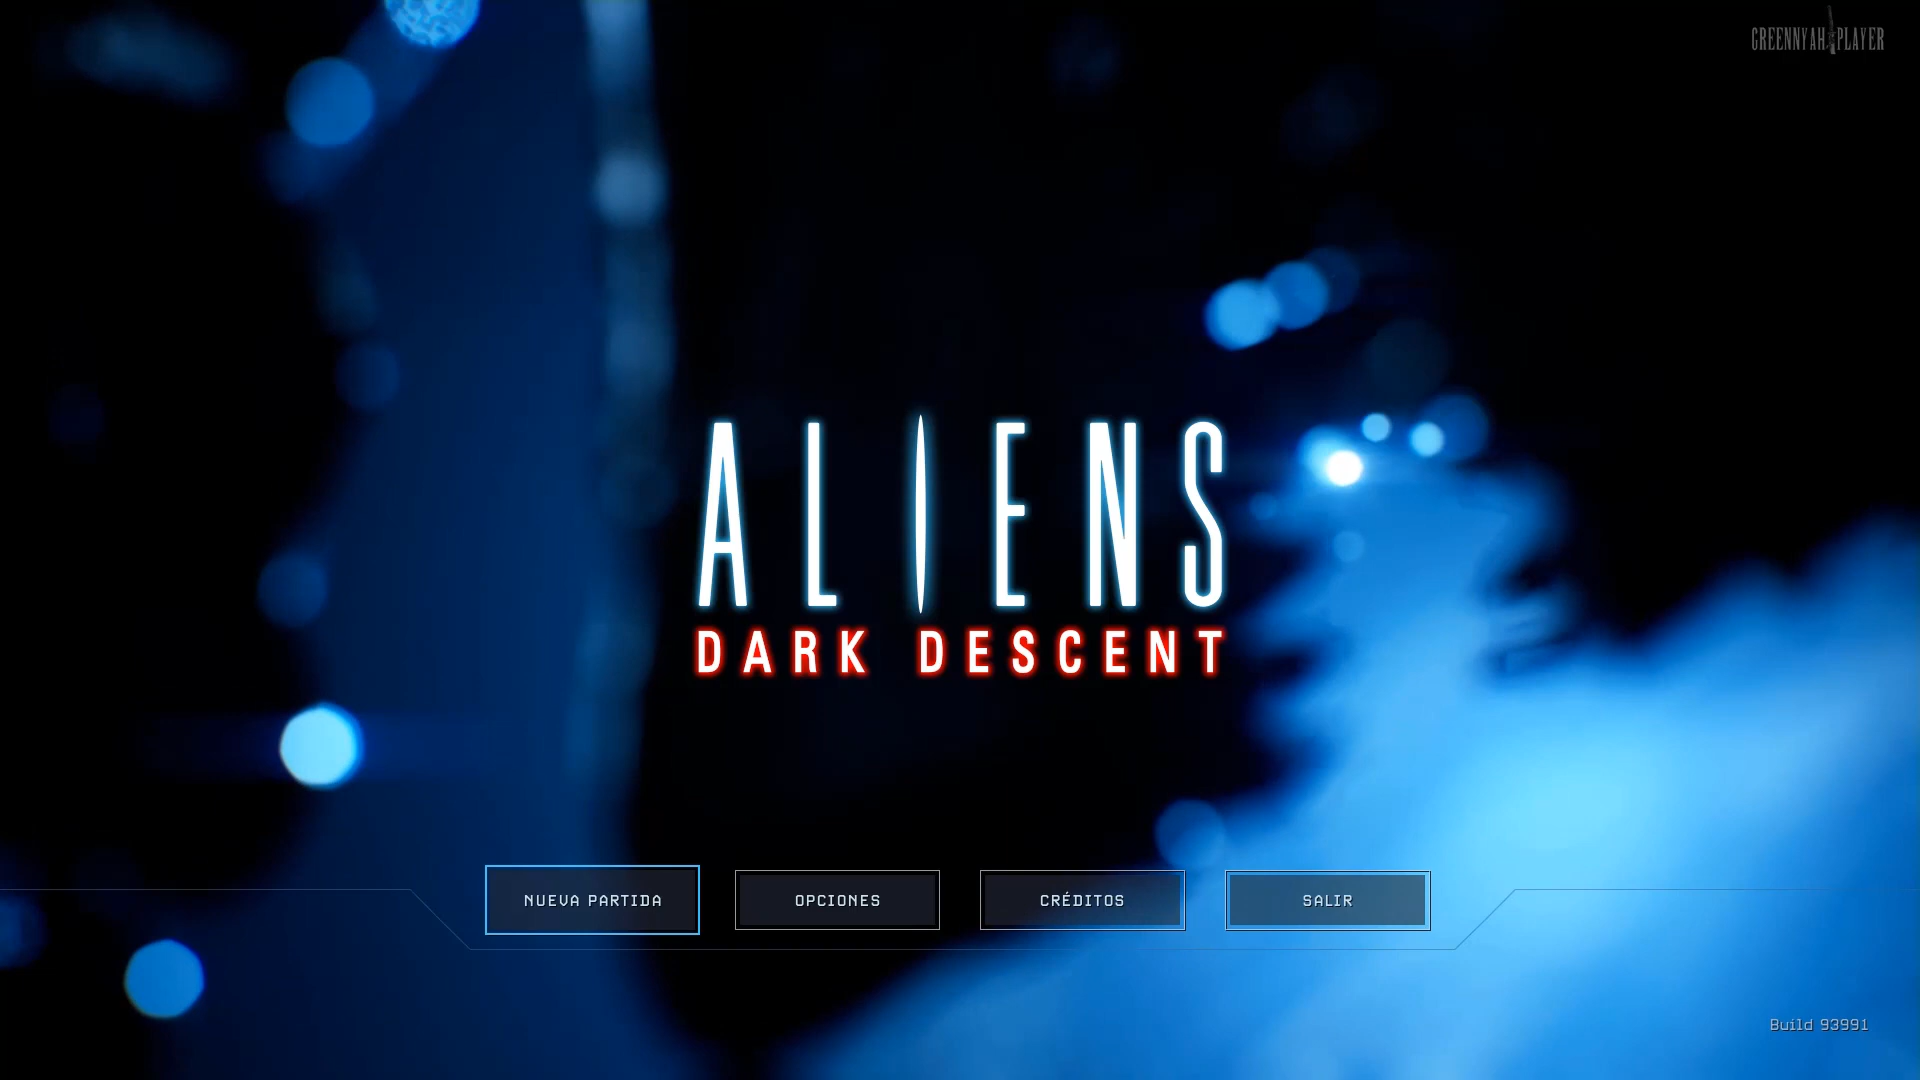 GREENNYAH PLAYER
ALIENS
DARK DESCENT
NUEVA PARTIDA
OPCIONES
CRÉDITOS
SALIR
Build 93991